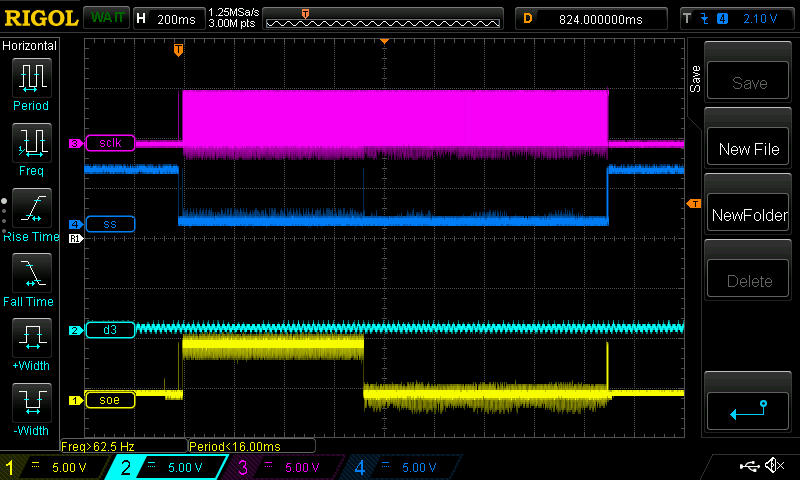 RIGOL WAIT H 200ms 1.25MSa/s 3.00M pts T D 824.000000ms T 4 2.10 V
Horizontal
Period
Freq
Rise Time
Fall Time
+Width
-Width
T
3 sclk
4 ss
R1
2 d3
1 soe
T
Freq>62.5 Hz Period<16.00ms
1 5.00 V 2 5.00 V 3 5.00 V 4 5.00 V
Save
Save
New File
NewFolder
Delete